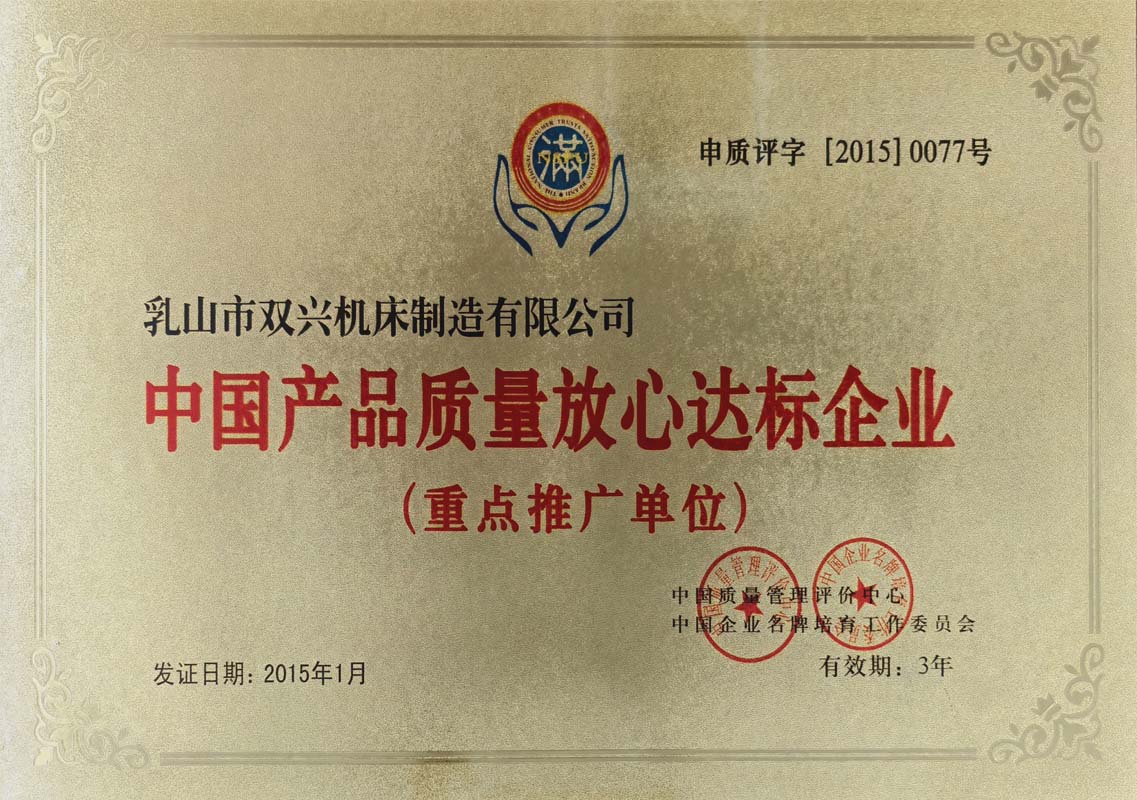 申质评字 [2015] 0077号
满
乳山市双兴机床制造有限公司
中国产品质量放心达标企业
（重点推广单位）
中国质量管理评价中心
中国企业名牌培育工作委员会
发证日期: 2015年1月
有效期: 3年